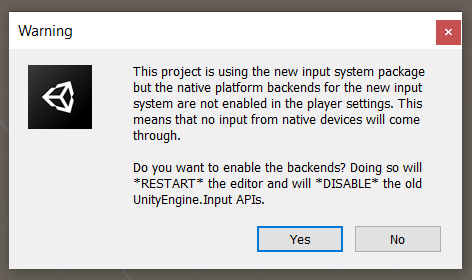 Warning
This project is using the new input system package
but the native platform backends for the new input
system are not enabled in the player settings. This
means that no input from native devices will come
through.
Do you want to enable the backends? Doing so will
*RESTART* the editor and will *DISABLE* the old
UnityEngine.Input APIs.
Yes
No